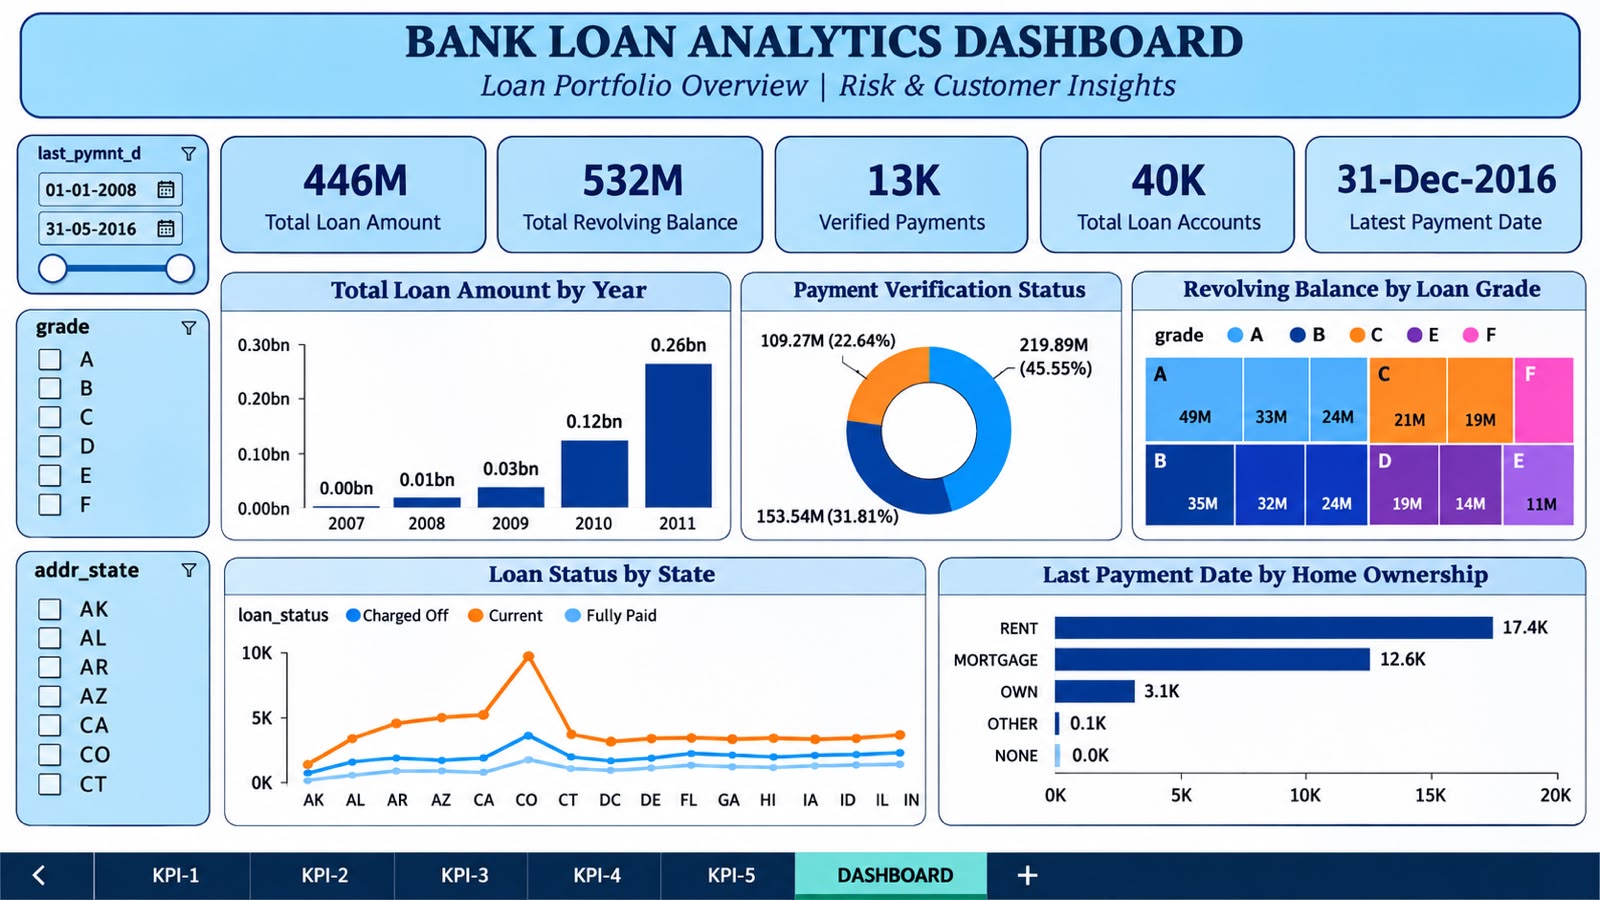 BANK LOAN ANALYTICS DASHBOARD
Loan Portfolio Overview | Risk & Customer Insights
last_pymnt_d
01-01-2008
31-05-2016
446M
Total Loan Amount
532M
Total Revolving Balance
13K
Verified Payments
40K
Total Loan Accounts
31-Dec-2016
Latest Payment Date
grade
A
B
C
D
E
F
Total Loan Amount by Year
0.30bn
0.20bn
0.10bn
0.00bn
0.00bn
0.01bn
0.03bn
0.12bn
0.26bn
2007 2008 2009 2010 2011
Payment Verification Status
109.27M (22.64%)
219.89M
(45.55%)
153.54M (31.81%)
Revolving Balance by Loan Grade
grade A B C E F
A C F
49M 33M 24M 21M 19M
B D E
35M 32M 24M 19M 14M 11M
addr_state
AK
AL
AR
AZ
CA
CO
CT
Loan Status by State
loan_status Charged Off Current Fully Paid
10K
5K
0K
AK AL AR AZ CA CO CT DC DE FL GA HI IA ID IL IN
Last Payment Date by Home Ownership
RENT 17.4K
MORTGAGE 12.6K
OWN 3.1K
OTHER 0.1K
NONE 0.0K
0K 5K 10K 15K 20K
KPI-1 KPI-2 KPI-3 KPI-4 KPI-5 DASHBOARD +